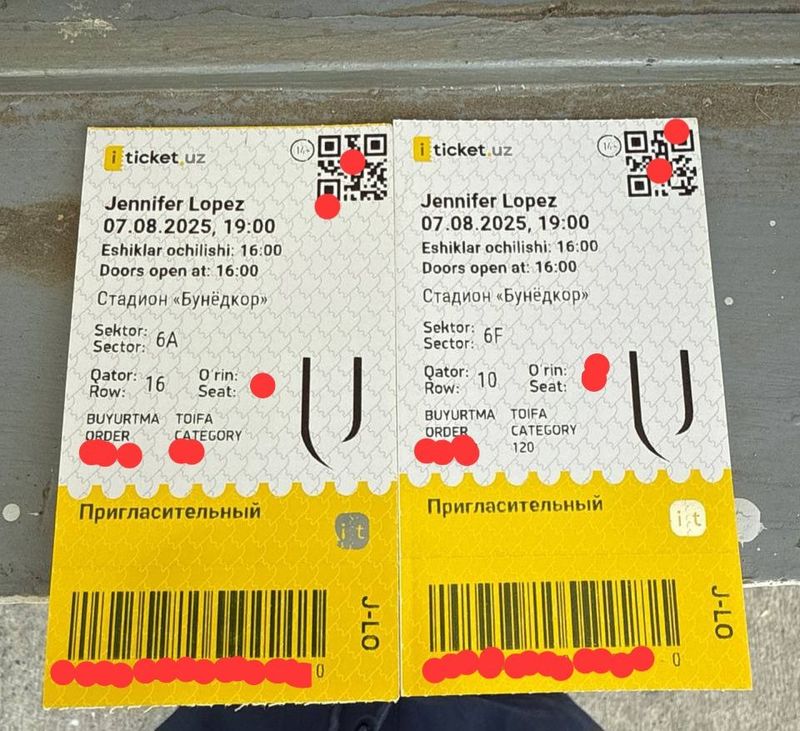 iticket.uz
14+
Jennifer Lopez
07.08.2025, 19:00
Eshiklar ochilishi: 16:00
Doors open at: 16:00
Стадион «Бунёдкор»
Sektor:
Sector: 6A
Qator:
Row: 16
O'rin:
Seat:
BUYURTMA
ORDER
TOIFA
CATEGORY
Пригласительный
it
J-LO
0
iticket.uz
14+
Jennifer Lopez
07.08.2025, 19:00
Eshiklar ochilishi: 16:00
Doors open at: 16:00
Стадион «Бунёдкор»
Sektor:
Sector: 6F
Qator:
Row: 10
O'rin:
Seat:
BUYURTMA
ORDER
TOIFA
CATEGORY
120
Пригласительный
it
J-LO
0